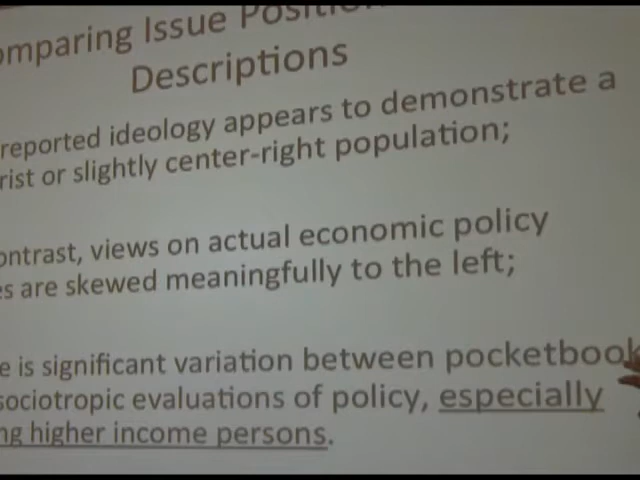 omparing Issue Position
Descriptions
reported ideology appears to demonstrate a
rist or slightly center-right population;
ontrast, views on actual economic policy
es are skewed meaningfully to the left;
e is significant variation between pocketbook
sociotropic evaluations of policy, especially
ng higher income persons.